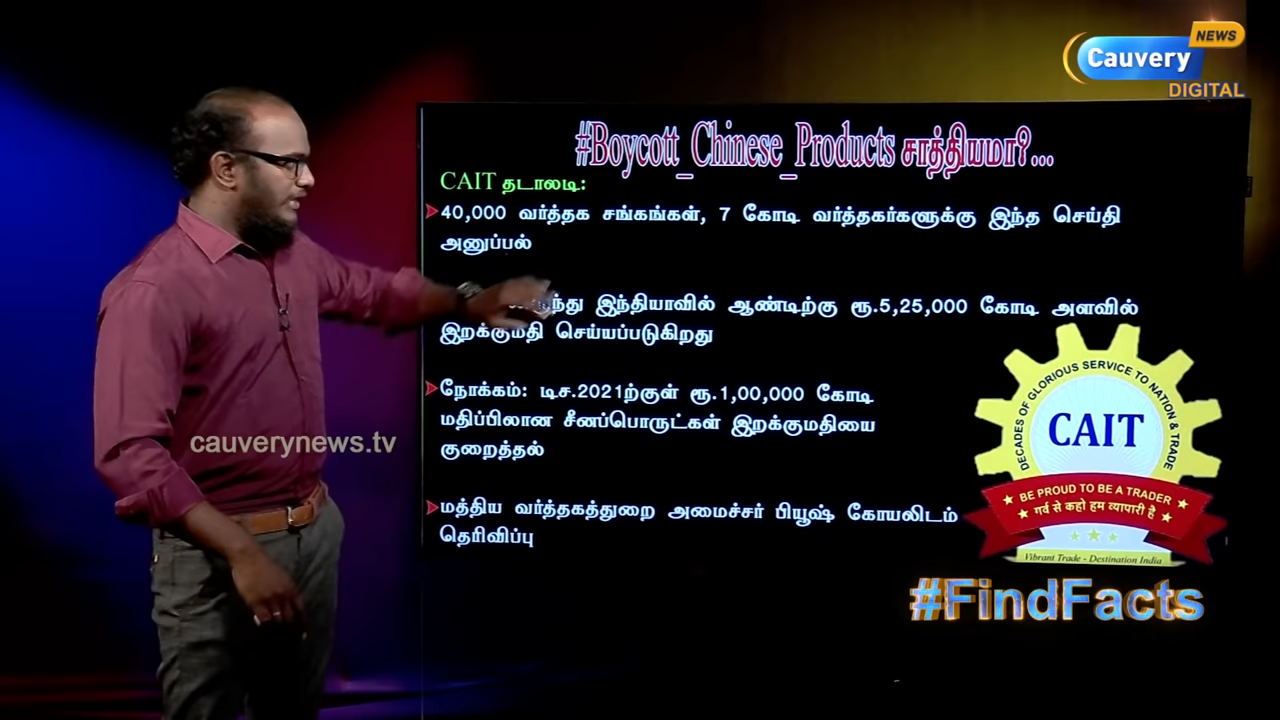 Cauvery
NEWS
DIGITAL
#Boycott_Chinese_Products சாத்தியமா?...
CAIT தடாலடி:
40,000 வர்த்தக சங்கங்கள், 7 கோடி வர்த்தகர்களுக்கு இந்த செய்தி
அனுப்பல்
இந்தியாவில் ஆண்டிற்கு ரூ.5,25,000 கோடி அளவில்
இறக்குமதி செய்யப்படுகிறது
நோக்கம்: டிச.2021ற்குள் ரூ.1,00,000 கோடி
மதிப்பிலான சீனப்பொருட்கள் இறக்குமதியை
குறைத்தல்
மத்திய வர்த்தகத்துறை அமைச்சர் பியூஷ் கோயலிடம்
தெரிவிப்பு
DECADES OF GLORIOUS SERVICE TO NATION & TRADE
CAIT
BE PROUD TO BE A TRADER
गर्व से कहो हम व्यापारी है
Vibrant Trade - Destination India
cauverynews.tv
#FindFacts